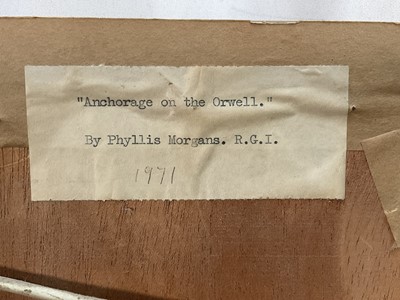 "Anchorage on the Orwell."
By Phyllis Morgans. R.G.I.
1971